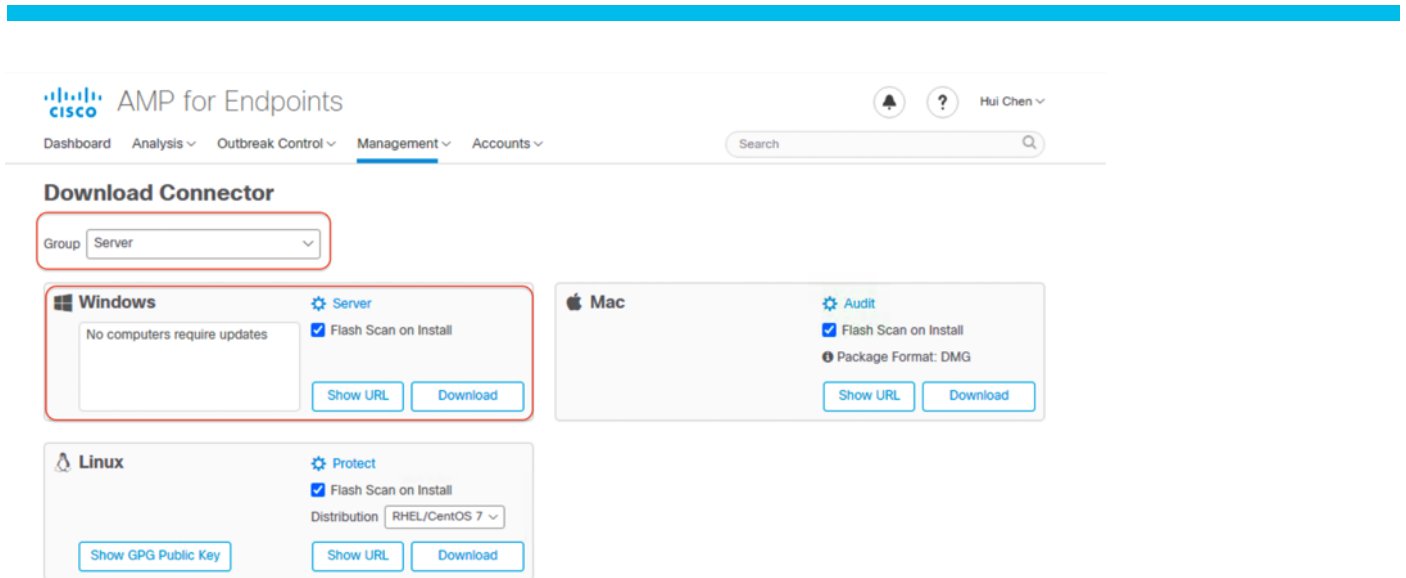 CISCO AMP for Endpoints
? Hui Chen
Dashboard Analysis Outbreak Control Management Accounts
Search
Download Connector
Group Server
Windows
Server
No computers require updates
Flash Scan on Install
Show URL Download
Mac
Audit
Flash Scan on Install
Package Format: DMG
Show URL Download
Linux
Protect
Flash Scan on Install
Distribution RHEL/CentOS 7
Show GPG Public Key Show URL Download